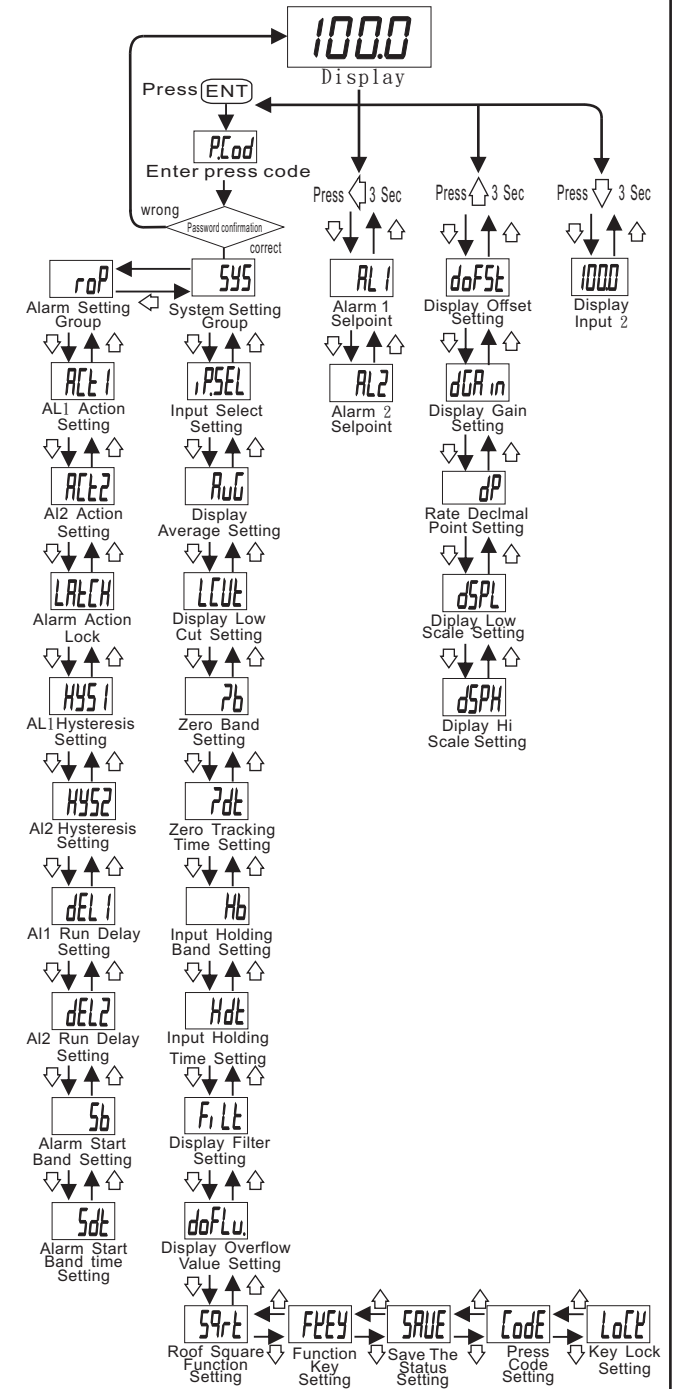 100.0
Display
Press ENT
P.Cod
Enter press code
wrong
Password confirmation
correct
Press 3 Sec
Press 3 Sec
Press 3 Sec
roP
Alarm Setting
Group
ACt1
AL1 Action
Setting
ACt2
Al2 Action
Setting
LAtCH
Alarm Action
Lock
HYS1
AL1Hysteresis
Setting
HYS2
Al2 Hysteresis
Setting
dEL1
Al1 Run Delay
Setting
dEL2
Al2 Run Delay
Setting
Sb
Alarm Start
Band Setting
Sdt
Alarm Start
Band time
Setting
SYS
System Setting
Group
iP.SEL
Input Select
Setting
AvG
Display
Average Setting
LCUt
Display Low
Cut Setting
Zb
Zero Band
Setting
Zdt
Zero Tracking
Time Setting
Hb
Input Holding
Band Setting
Hdt
Input Holding
Time Setting
FiLt
Display Filter
Setting
doFLv.
Display Overflow
Value Setting
Sqrt
Roof Square
Function
Setting
FKEY
Function
Key
Setting
SAVE
Save The
Status
Setting
CodE
Press
Code
Setting
LoCK
Key Lock
Setting
AL1
Alarm 1
Selpoint
AL2
Alarm 2
Selpoint
doFSt
Display Offset
Setting
dGAin
Display Gain
Setting
dP
Rate Declmal
Point Setting
dSPL
Diplay Low
Scale Setting
dSPH
Diplay Hi
Scale Setting
100.0
Display
Input 2